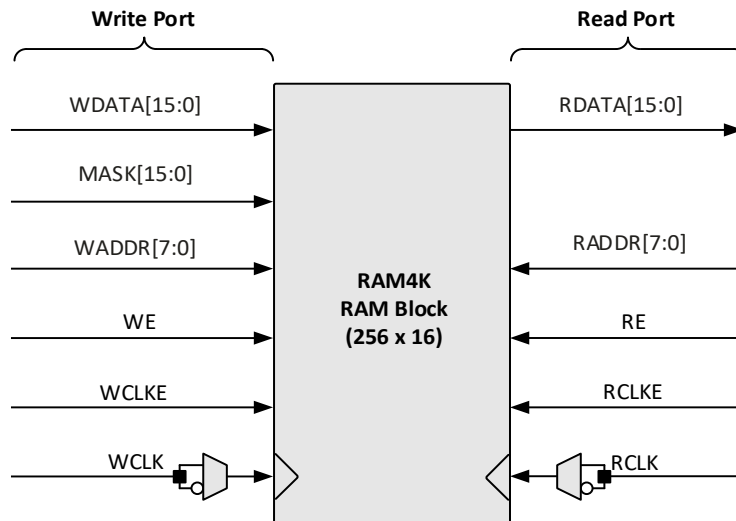 Write Port
Read Port
WDATA[15:0]
RDATA[15:0]
MASK[15:0]
WADDR[7:0]
RADDR[7:0]
RAM4K
RAM Block
(256 x 16)
WE
RE
WCLKE
RCLKE
WCLK
RCLK